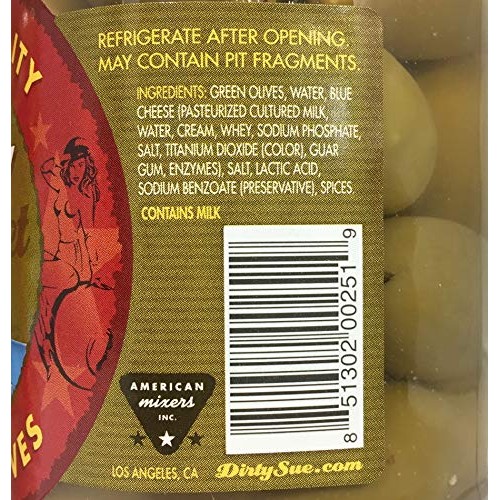 REFRIGERATE AFTER OPENING.
MAY CONTAIN PIT FRAGMENTS.
INGREDIENTS: GREEN OLIVES, WATER, BLUE
CHEESE (PASTEURIZED CULTURED MILK,
WATER, CREAM, WHEY, SODIUM PHOSPHATE,
SALT, TITANIUM DIOXIDE (COLOR), GUAR
GUM, ENZYMES), SALT, LACTIC ACID,
SODIUM BENZOATE (PRESERVATIVE), SPICES
CONTAINS MILK
8 51302 00251 9
AMERICAN
mixers
INC.
LOS ANGELES, CA
DirtySue.com
ITY
VES